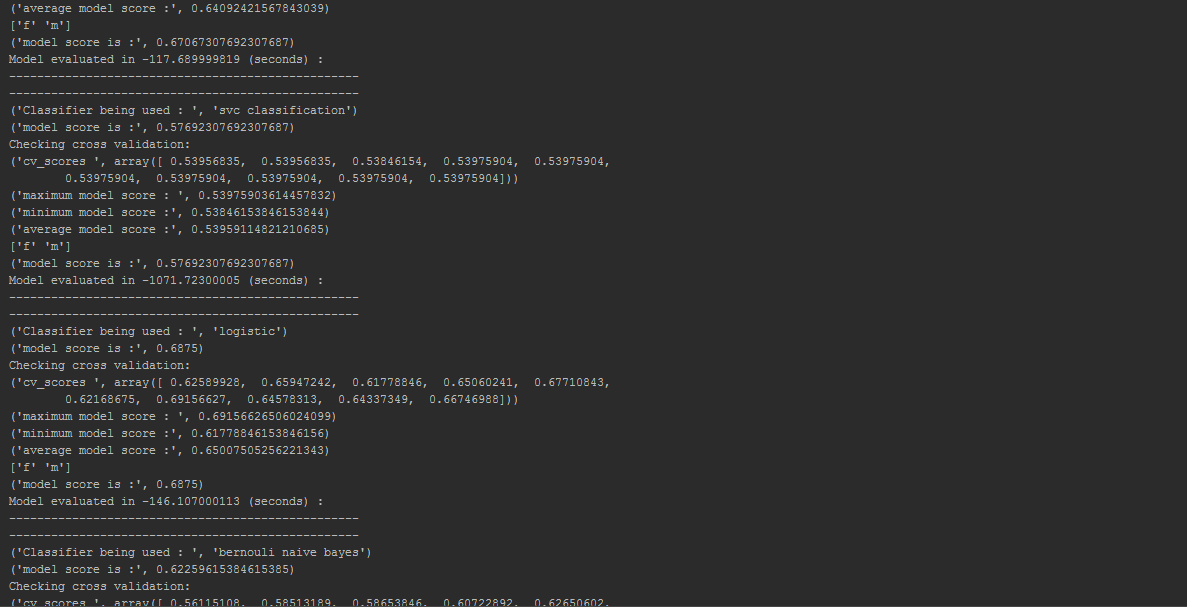 ('average model score :', 0.64092421567843039)
['f' 'm']
('model score is :', 0.67067307692307687)
Model evaluated in -117.689999819 (seconds) :
--------------------------------------------------
--------------------------------------------------
('Classifier being used : ', 'svc classification')
('model score is :', 0.57692307692307687)
Checking cross validation:
('cv_scores ', array([ 0.53956835,  0.53956835,  0.53846154,  0.53975904,  0.53975904,
        0.53975904,  0.53975904,  0.53975904,  0.53975904,  0.53975904]))
('maximum model score : ', 0.53975903614457832)
('minimum model score :', 0.53846153846153844)
('average model score :', 0.53959114821210685)
['f' 'm']
('model score is :', 0.57692307692307687)
Model evaluated in -1071.72300005 (seconds) :
--------------------------------------------------
--------------------------------------------------
('Classifier being used : ', 'logistic')
('model score is :', 0.6875)
Checking cross validation:
('cv_scores ', array([ 0.62589928,  0.65947242,  0.61778846,  0.65060241,  0.67710843,
        0.62168675,  0.69156627,  0.64578313,  0.64337349,  0.66746988]))
('maximum model score : ', 0.69156626506024099)
('minimum model score :', 0.61778846153846156)
('average model score :', 0.65007505256221343)
['f' 'm']
('model score is :', 0.6875)
Model evaluated in -146.107000113 (seconds) :
--------------------------------------------------
--------------------------------------------------
('Classifier being used : ', 'bernouli naive bayes')
('model score is :', 0.62259615384615385)
Checking cross validation:
('cv_scores ', array([ 0.56115108,  0.58513189,  0.58653846,  0.60722892,  0.62650602,